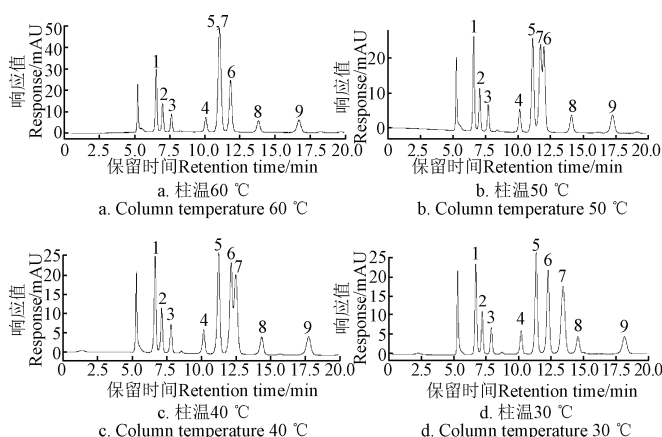 50
40
30
20
10
0
响应值
Response/mAU
1 2 3 4 5,7 6 8 9
0 2.5 5.0 7.5 10.0 12.5 15.0 17.5 20.0
保留时间Retention time/min
a. 柱温60 ℃
a. Column temperature 60 ℃
20
10
0
响应值
Response/mAU
1 2 3 4 5 7 6 8 9
0 2.5 5.0 7.5 10.0 12.5 15.0 17.5 20.0
保留时间Retention time/min
b. 柱温50 ℃
b. Column temperature 50 ℃
25
20
15
10
5
0
响应值
Response/mAU
1 2 3 4 5 6 7 8 9
0.0 2.5 5.0 7.5 10.0 12.5 15.0 17.5 20.0
保留时间Retention time/min
c. 柱温40 ℃
c. Column temperature 40 ℃
25
20
15
10
5
0
响应值
Response/mAU
1 2 3 4 5 6 7 8 9
0.0 2.5 5.0 7.5 10.0 12.5 15.0 17.5 20.0
保留时间Retention time/min
d. 柱温30 ℃
d. Column temperature 30 ℃